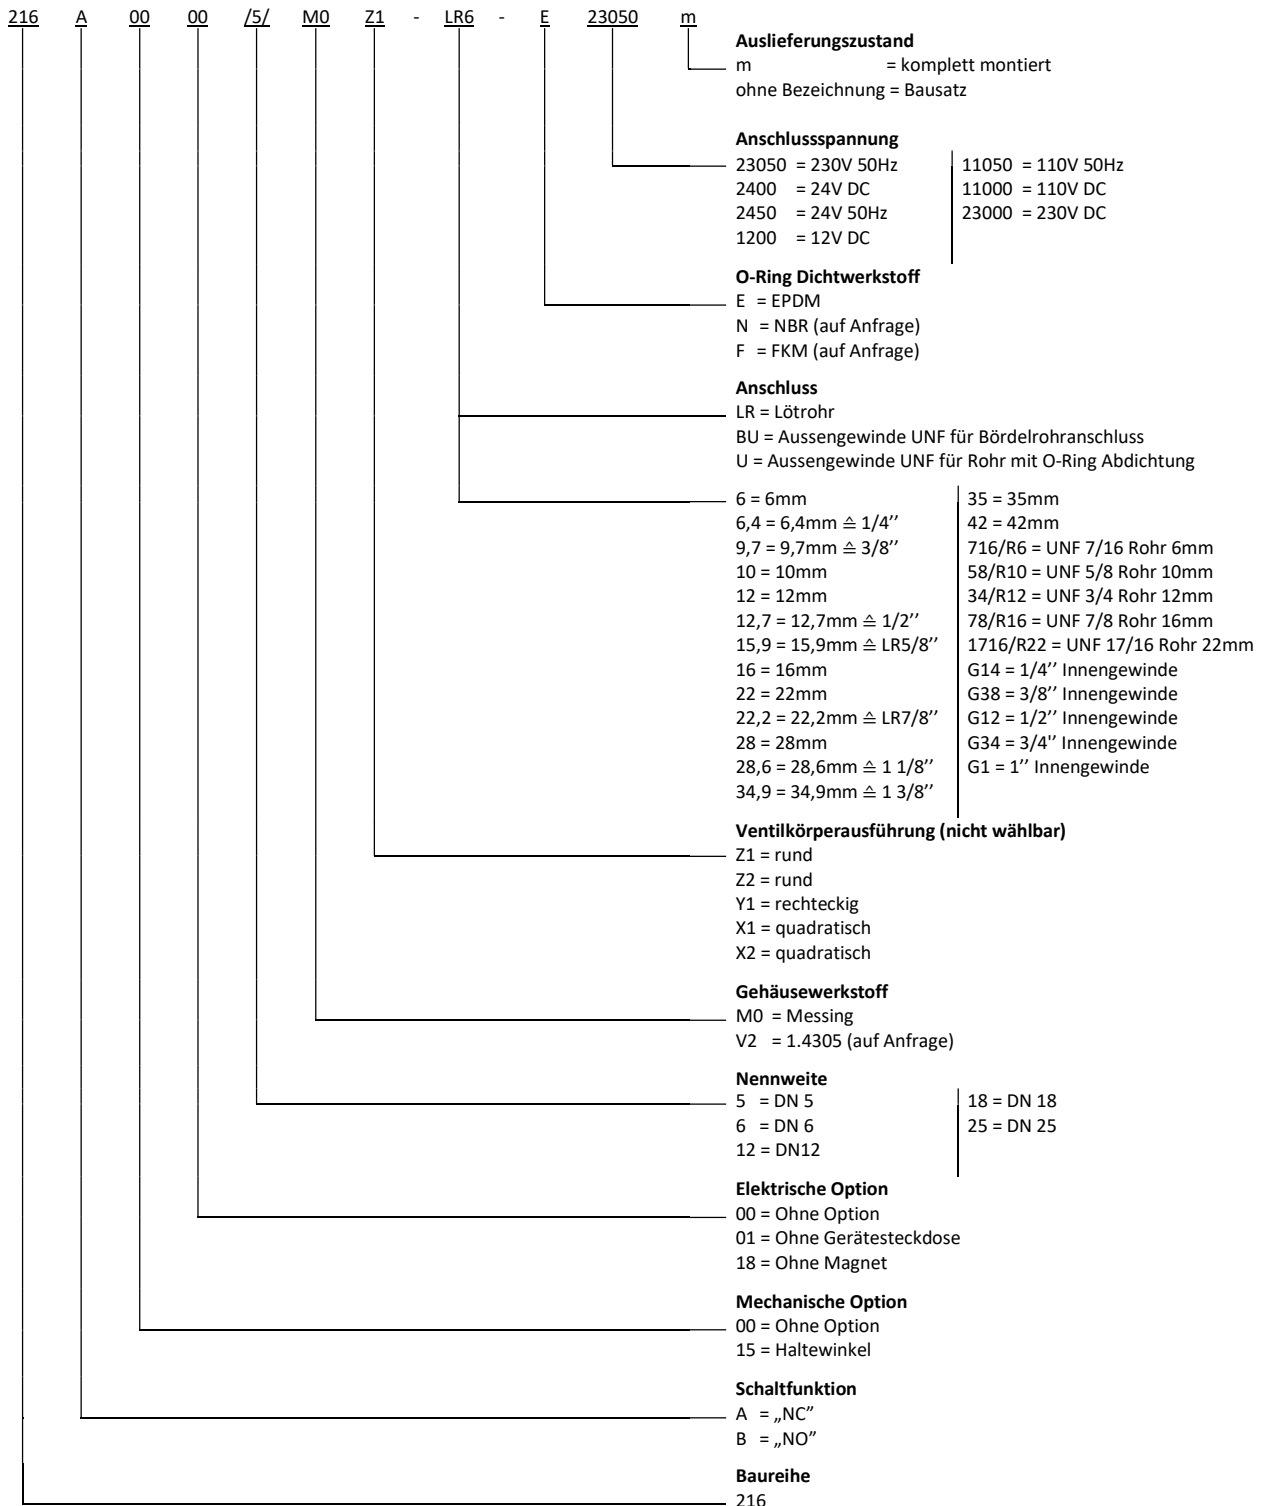 216 A 00 00 /5/ M0 Z1 - LR6 - E 23050 m
Auslieferungszustand
m = komplett montiert
ohne Bezeichnung = Bausatz
Anschlussspannung
23050 = 230V 50Hz 11050 = 110V 50Hz
2400 = 24V DC 11000 = 110V DC
2450 = 24V 50Hz 23000 = 230V DC
1200 = 12V DC
O-Ring Dichtwerkstoff
E = EPDM
N = NBR (auf Anfrage)
F = FKM (auf Anfrage)
Anschluss
LR = Lötrohr
BU = Aussengewinde UNF für Bördelrohranschluss
U = Aussengewinde UNF für Rohr mit O-Ring Abdichtung
6 = 6mm 35 = 35mm
6,4 = 6,4mm ≙ 1/4’’ 42 = 42mm
9,7 = 9,7mm ≙ 3/8’’ 716/R6 = UNF 7/16 Rohr 6mm
10 = 10mm 58/R10 = UNF 5/8 Rohr 10mm
12 = 12mm 34/R12 = UNF 3/4 Rohr 12mm
12,7 = 12,7mm ≙ 1/2’’ 78/R16 = UNF 7/8 Rohr 16mm
15,9 = 15,9mm ≙ LR5/8’’ 1716/R22 = UNF 17/16 Rohr 22mm
16 = 16mm G14 = 1/4’’ Innengewinde
22 = 22mm G38 = 3/8’’ Innengewinde
22,2 = 22,2mm ≙ LR7/8’’ G12 = 1/2’’ Innengewinde
28 = 28mm G34 = 3/4'' Innengewinde
28,6 = 28,6mm ≙ 1 1/8’’ G1 = 1’’ Innengewinde
34,9 = 34,9mm ≙ 1 3/8’’
Ventilkörperausführung (nicht wählbar)
Z1 = rund
Z2 = rund
Y1 = rechteckig
X1 = quadratisch
X2 = quadratisch
Gehäusewerkstoff
M0 = Messing
V2 = 1.4305 (auf Anfrage)
Nennweite
5 = DN 5 18 = DN 18
6 = DN 6 25 = DN 25
12 = DN12
Elektrische Option
00 = Ohne Option
01 = Ohne Gerätesteckdose
18 = Ohne Magnet
Mechanische Option
00 = Ohne Option
15 = Haltewinkel
Schaltfunktion
A = „NC”
B = „NO”
Baureihe
216